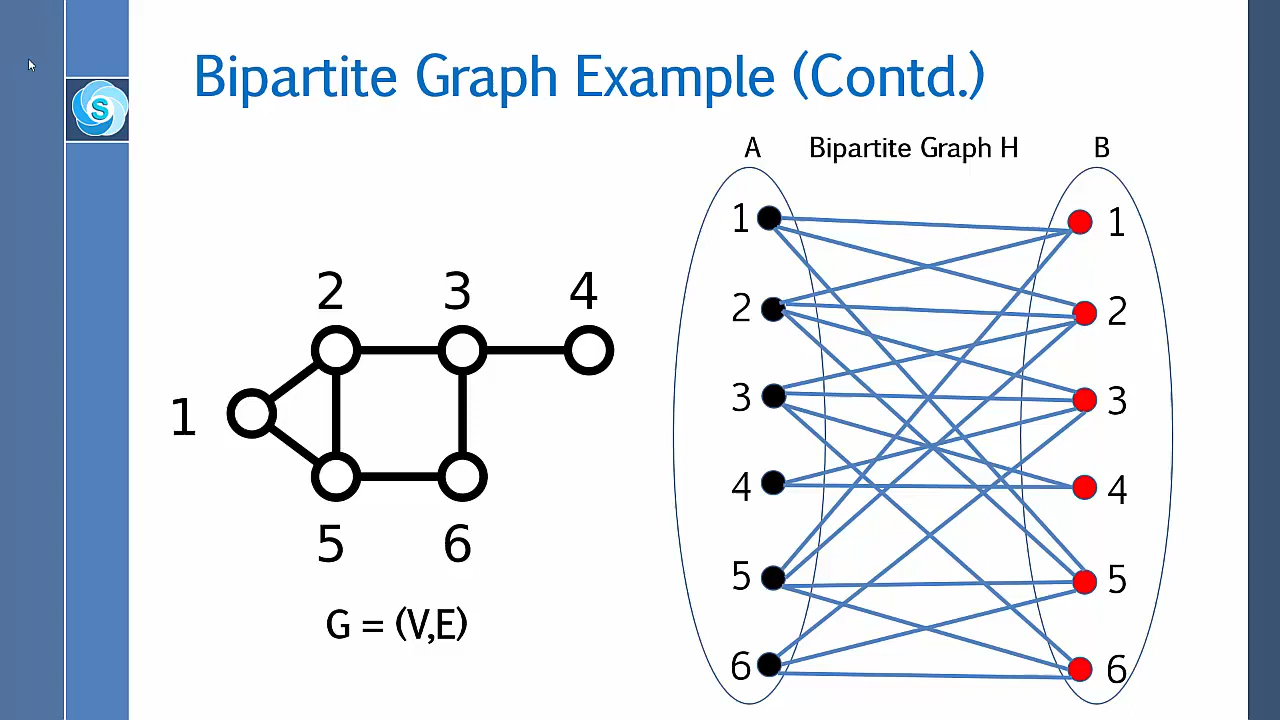 Bipartite Graph Example (Contd.)
S
A Bipartite Graph H B
1 1
2 2
3 3
4 4
5 5
6 6
2 3 4
1
5 6
G = (V,E)